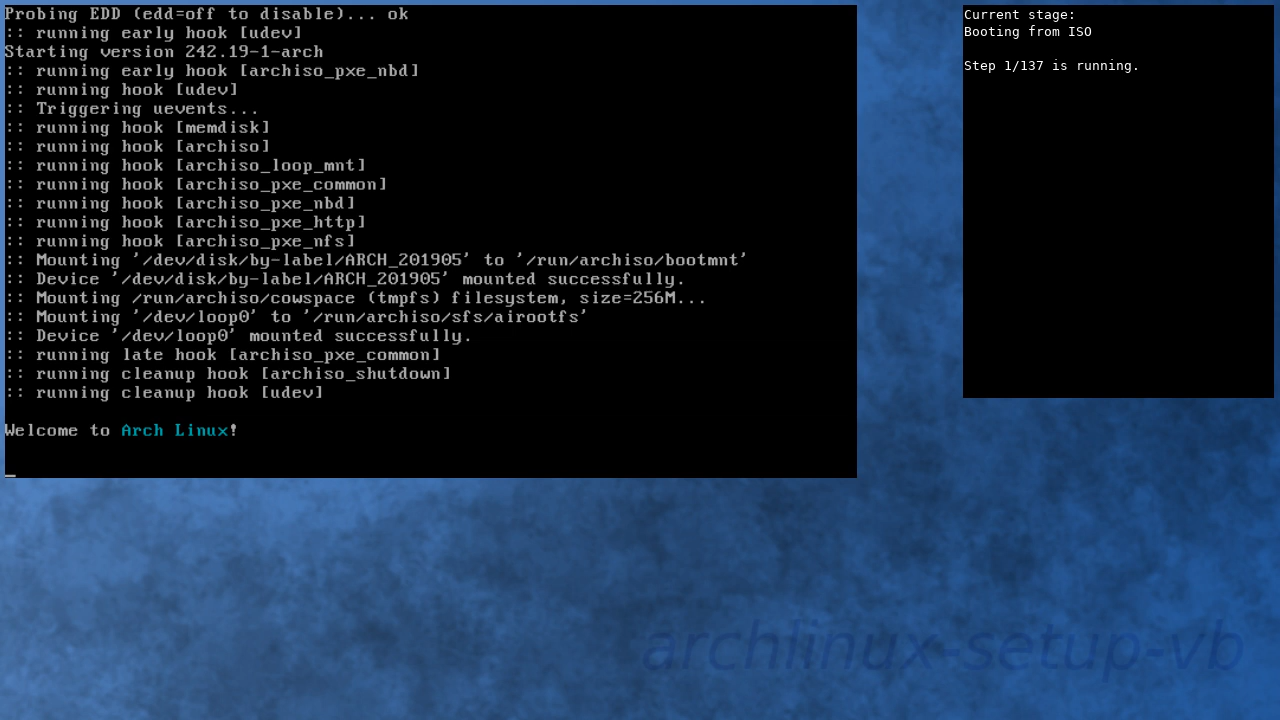 Probing EDD (edd=off to disable)... ok
:: running early hook [udev]
Starting version 242.19-1-arch
:: running early hook [archiso_pxe_nbd]
:: running hook [udev]
:: Triggering uevents...
:: running hook [memdisk]
:: running hook [archiso]
:: running hook [archiso_loop_mnt]
:: running hook [archiso_pxe_common]
:: running hook [archiso_pxe_nbd]
:: running hook [archiso_pxe_http]
:: running hook [archiso_pxe_nfs]
:: Mounting '/dev/disk/by-label/ARCH_201905' to '/run/archiso/bootmnt'
:: Device '/dev/disk/by-label/ARCH_201905' mounted successfully.
:: Mounting /run/archiso/cowspace (tmpfs) filesystem, size=256M...
:: Mounting '/dev/loop0' to '/run/archiso/sfs/airootfs'
:: Device '/dev/loop0' mounted successfully.
:: running late hook [archiso_pxe_common]
:: running cleanup hook [archiso_shutdown]
:: running cleanup hook [udev]
Welcome to Arch Linux!
Current stage:
Booting from ISO
Step 1/137 is running.
archlinux-setup-vb